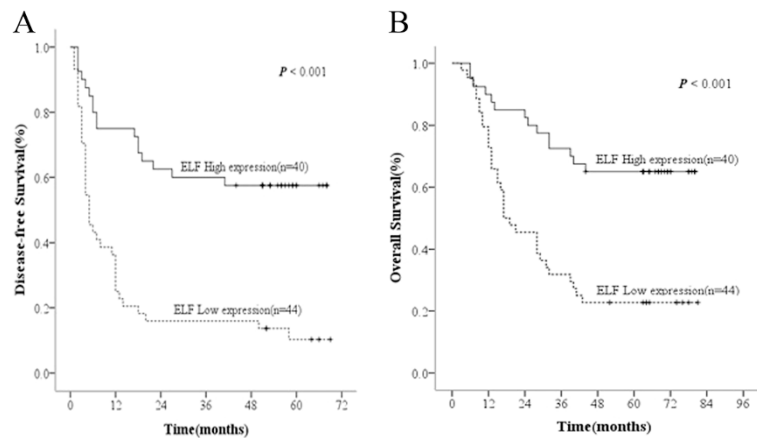 A
Disease-free Survival(%)
1.0
0.8
0.6
0.4
0.2
0.0
P < 0.001
ELF High expression(n=40)
ELF Low expression(n=44)
0 12 24 36 48 60 72
Time(months)
B
Overall Survival(%)
1.0
0.8
0.6
0.4
0.2
0.0
P < 0.001
ELF High expression(n=40)
ELF Low expression(n=44)
0 12 24 36 48 60 72 84 96
Time(months)